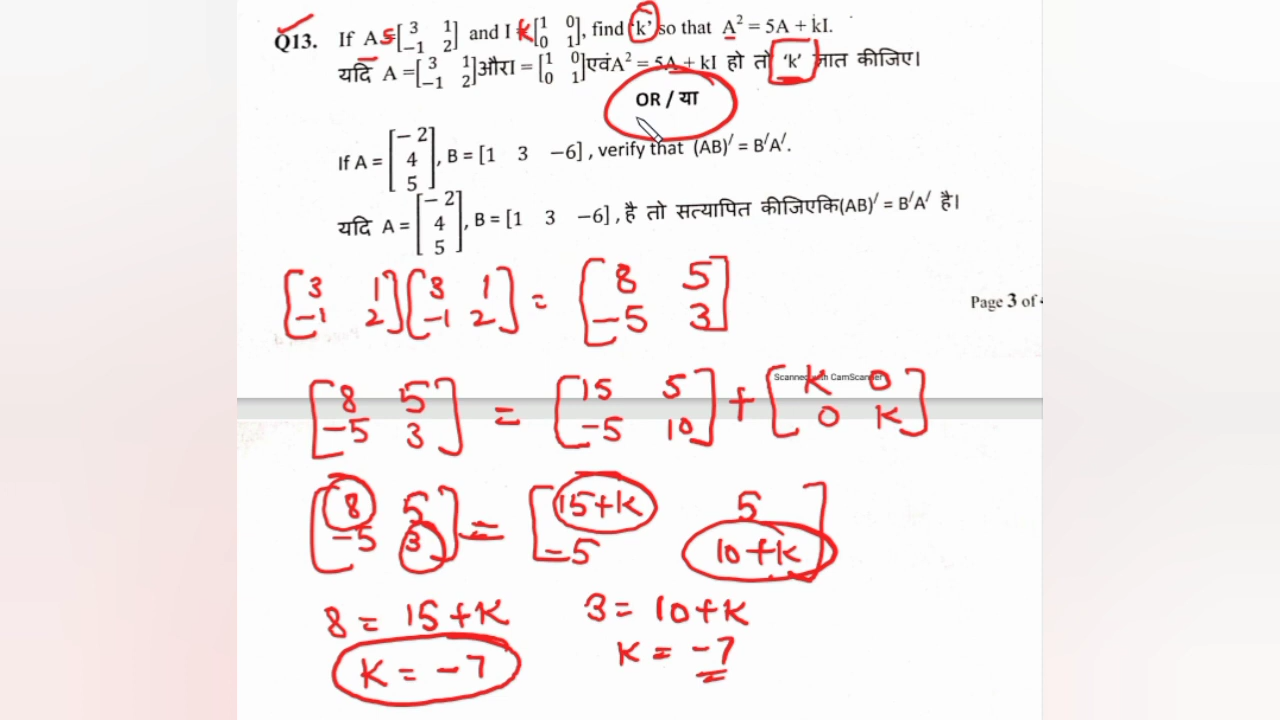 Q13. If A = [3 1 -1 2] and I = [1 0 0 1], find 'k' so that A² = 5A + kI.
यदि A = [3 1 -1 2] और I = [1 0 0 1] एवं A² = 5A + kI हो तो 'k' ज्ञात कीजिए।
OR / या
If A = [-2 4 5], B = [1 3 -6], verify that (AB)′ = B′A′.
यदि A = [-2 4 5], B = [1 3 -6], है तो सत्यापित कीजिएकि(AB)′ = B′A′ है।
[3 1 -1 2] [3 1 -1 2] = [8 5 -5 3]
Page 3 of
Scanned with CamScanner
[8 5 -5 3] = [15 5 -5 10] + [K 0 0 K]
[8 5 -5 3] = [15+K 5 -5 10+K]
8 = 15+K 3 = 10+K
K = -7 K = -7